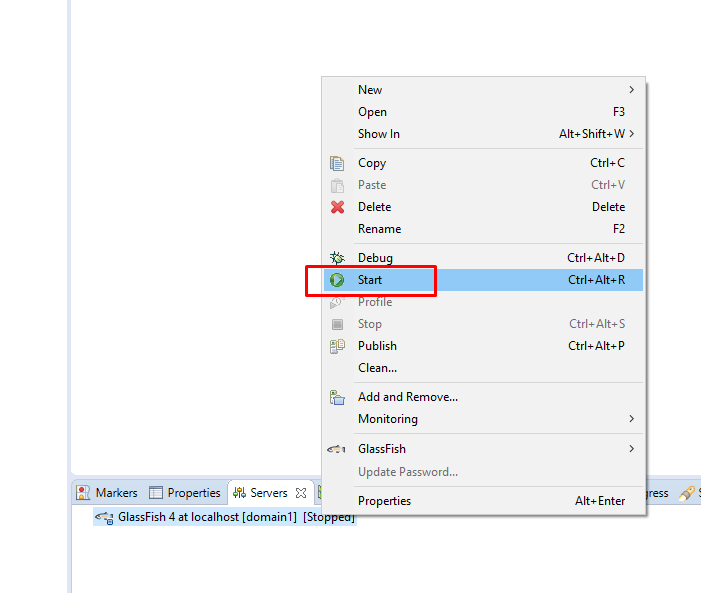 New
Open F3
Show In Alt+Shift+W
Copy Ctrl+C
Paste Ctrl+V
Delete Delete
Rename F2
Debug Ctrl+Alt+D
Start Ctrl+Alt+R
Profile
Stop Ctrl+Alt+S
Publish Ctrl+Alt+P
Clean...
Add and Remove...
Monitoring
GlassFish
Update Password...
Properties Alt+Enter
Markers Properties Servers
GlassFish 4 at localhost [domain1] [Stopped]